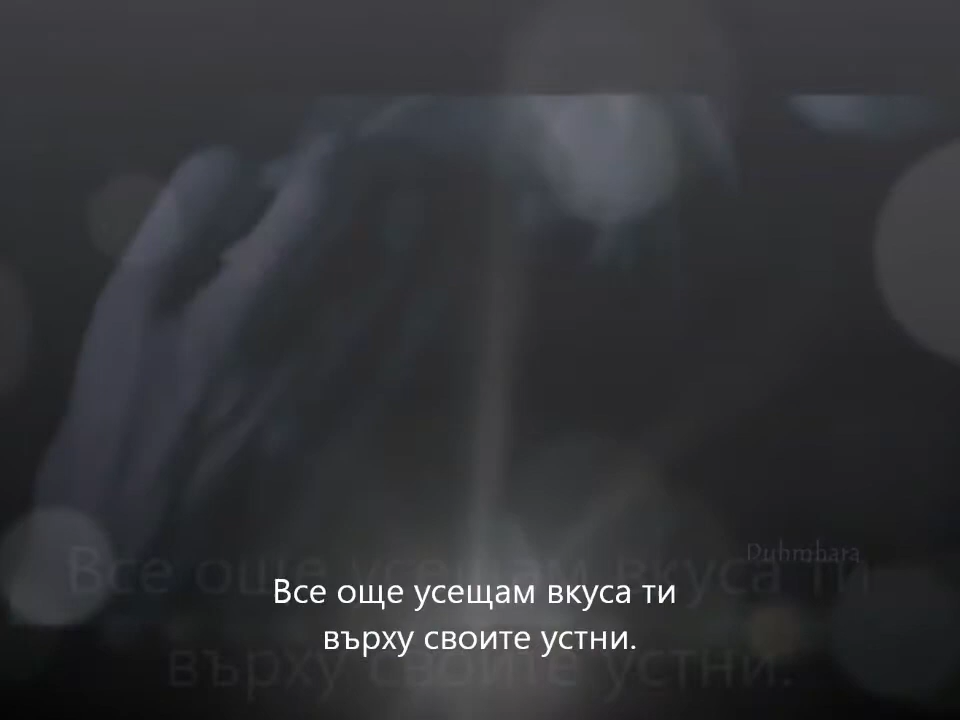 Все още усещам вкуса ти
върху своите устни.